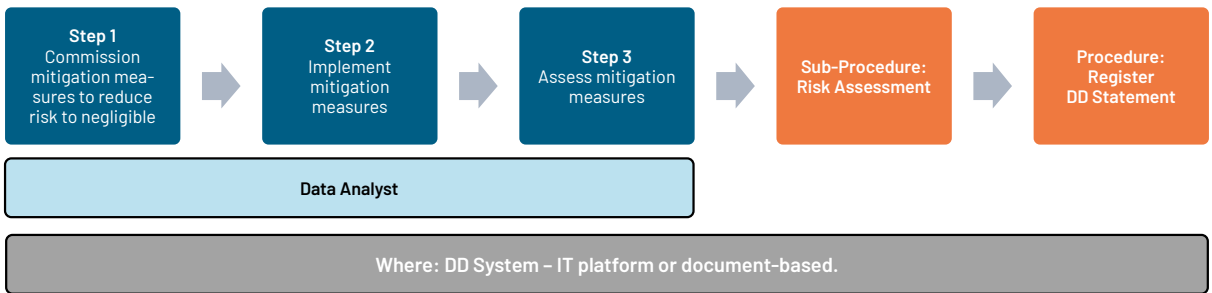 Step 1
Commission
mitigation mea-
sures to reduce
risk to negligible
Step 2
Implement
mitigation
measures
Step 3
Assess mitigation
measures
Sub-Procedure:
Risk Assessment
Procedure:
Register
DD Statement
Data Analyst
Where: DD System – IT platform or document-based.